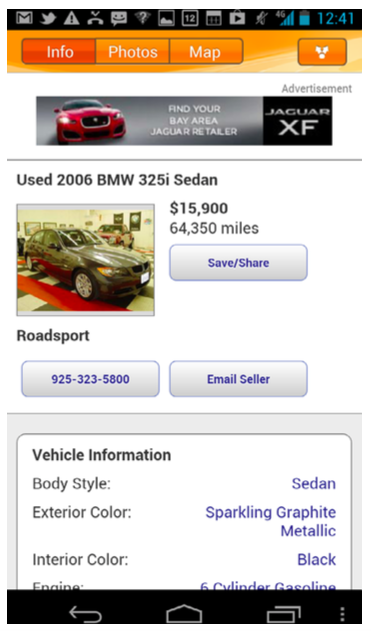 12
4G
12:41
Info
Photos
Map
Advertisement
FIND YOUR
BAY AREA
JAGUAR RETAILER
JAGUAR
XF
Used 2006 BMW 325i Sedan
$15,900
64,350 miles
Save/Share
Roadsport
925-323-5800
Email Seller
Vehicle Information
Body Style: Sedan
Exterior Color: Sparkling Graphite
Metallic
Interior Color: Black
Engine: 6 Cylinder Gasoline